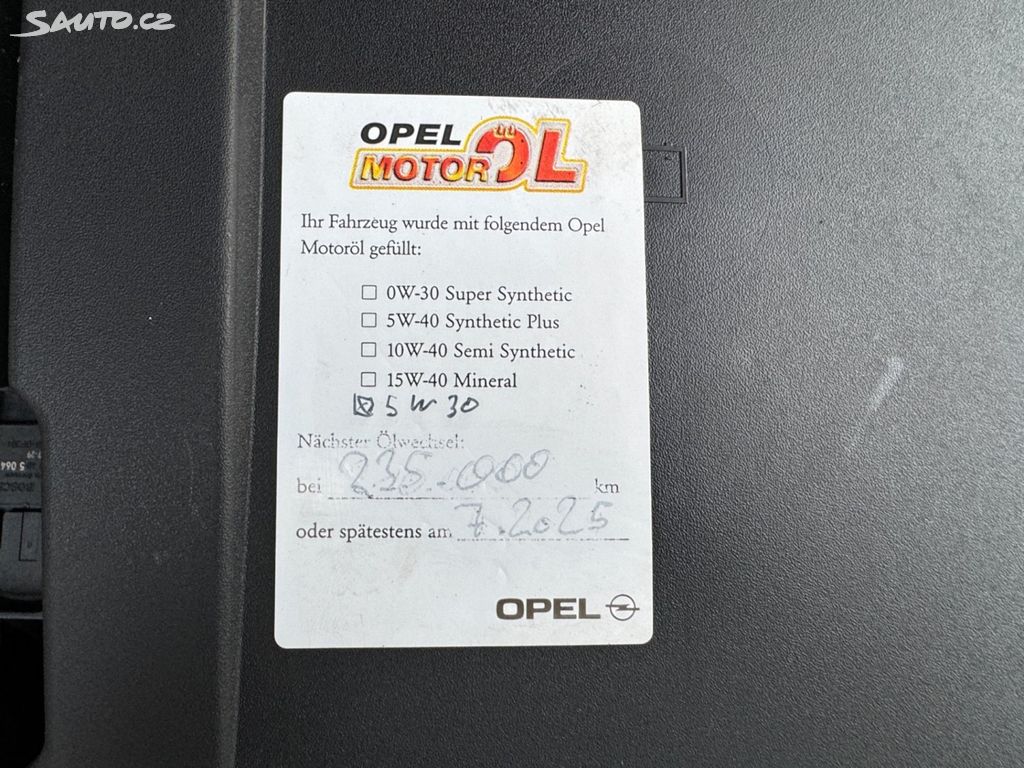 SAUTO.CZ
OPEL
MOTOR ÖL
Ihr Fahrzeug wurde mit folgendem Opel
Motoröl gefüllt:
☐ 0W-30 Super Synthetic
☐ 5W-40 Synthetic Plus
☐ 10W-40 Semi Synthetic
☐ 15W-40 Mineral
☒ 5W30
Nächster Ölwechsel:
bei 235.000 km
oder spätestens am 7.2025
OPEL